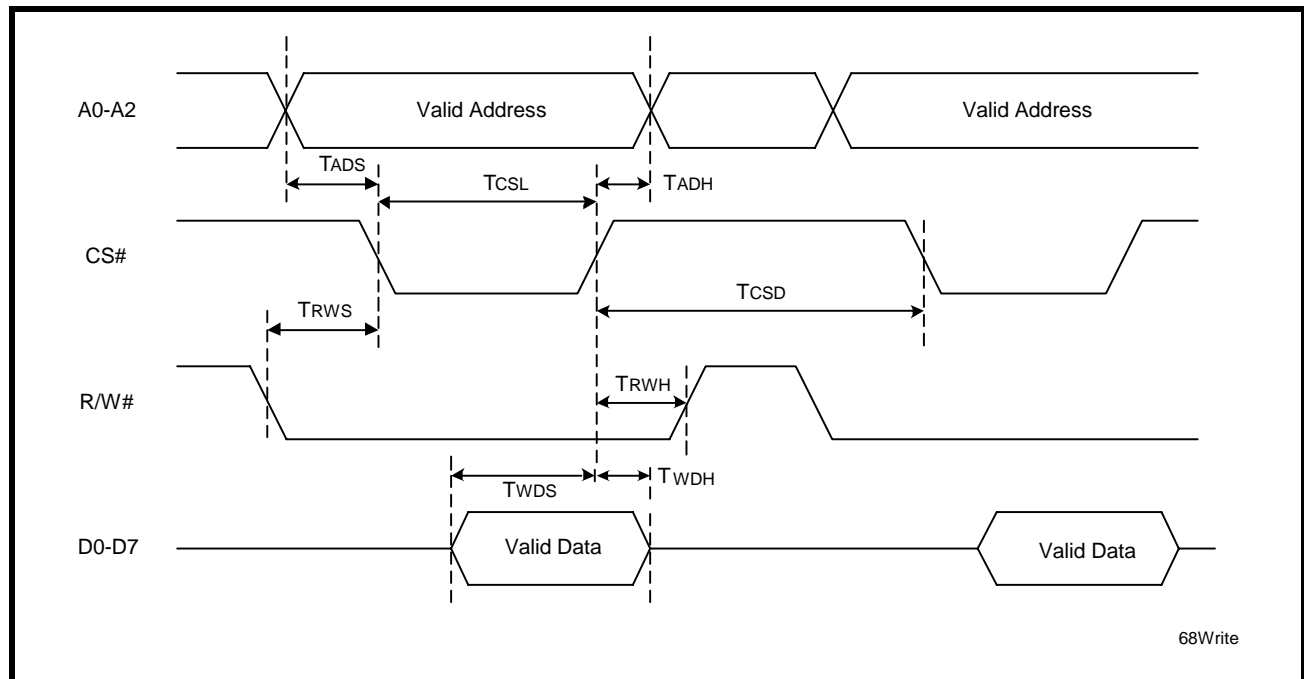 A0-A2
Valid Address
Valid Address
TADS
TCSL
TADH
CS#
TCSD
TRWS
R/W#
TRWH
TWDS
TWDH
D0-D7
Valid Data
Valid Data
68Write